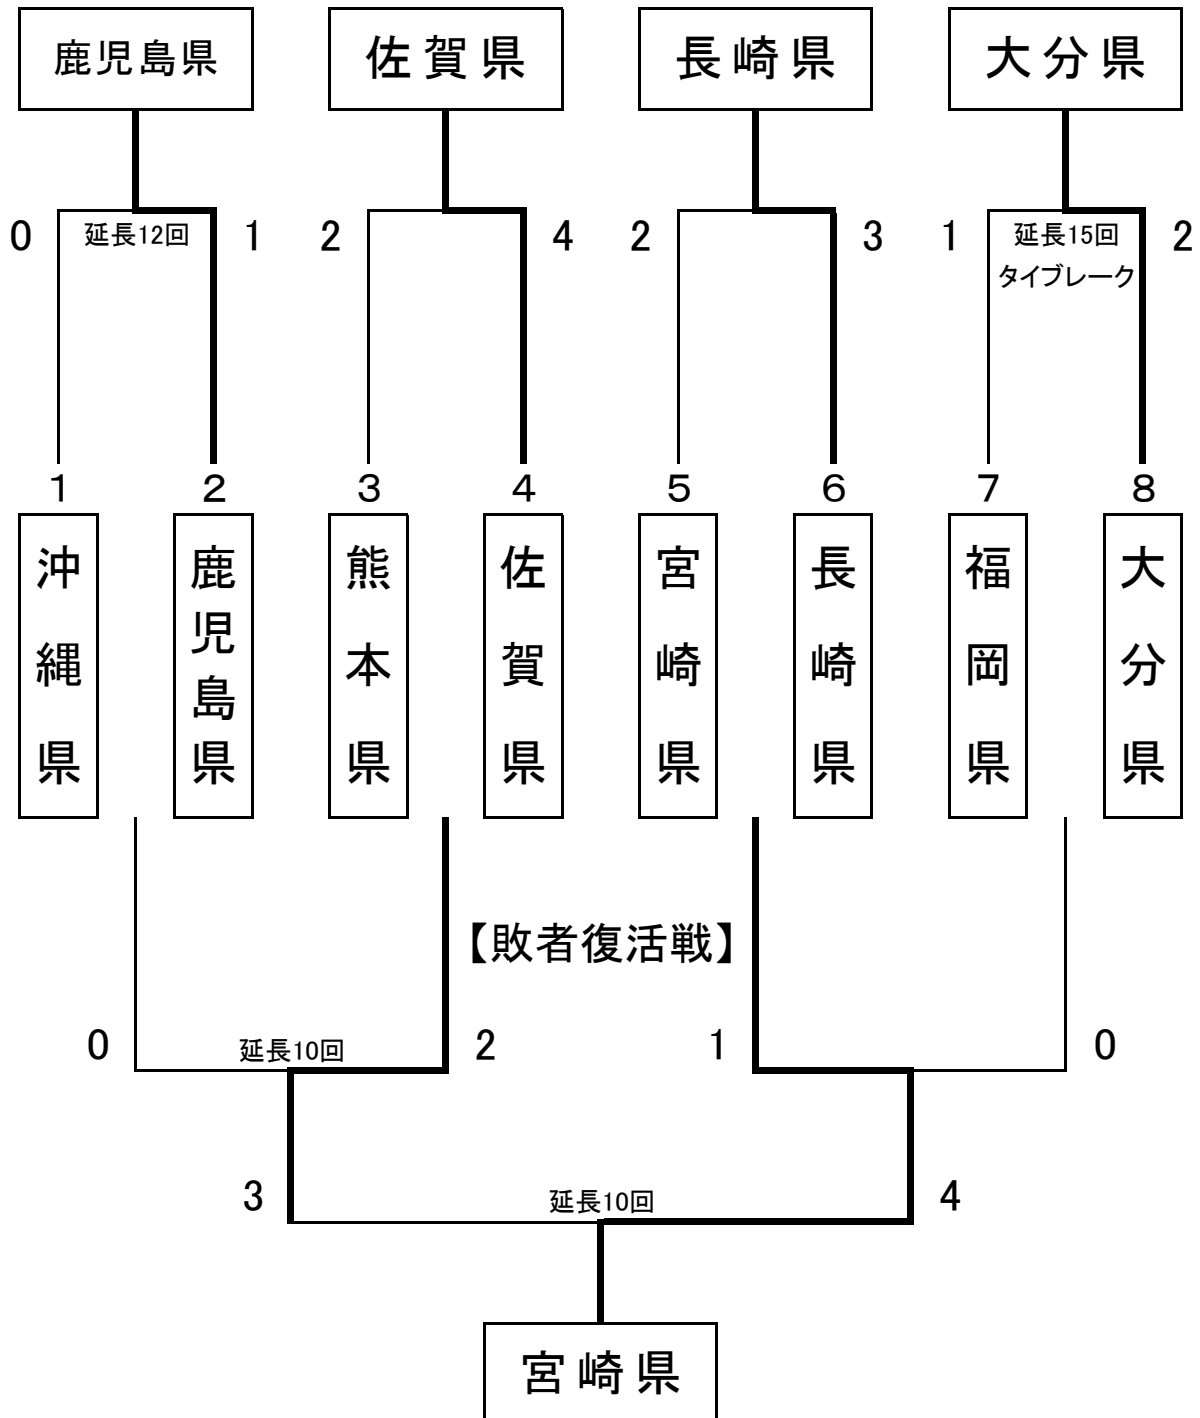 鹿児島県 佐賀県 長崎県 大分県
0 延長12回 1 2 4 2 3 1 延長15回 2
タイブレーク
1 2 3 4 5 6 7 8
沖縄県
鹿児島県
熊本県
佐賀県
宮崎県
長崎県
福岡県
大分県
【敗者復活戦】
0 延長10回 2 1 0
3 延長10回 4
宮崎県